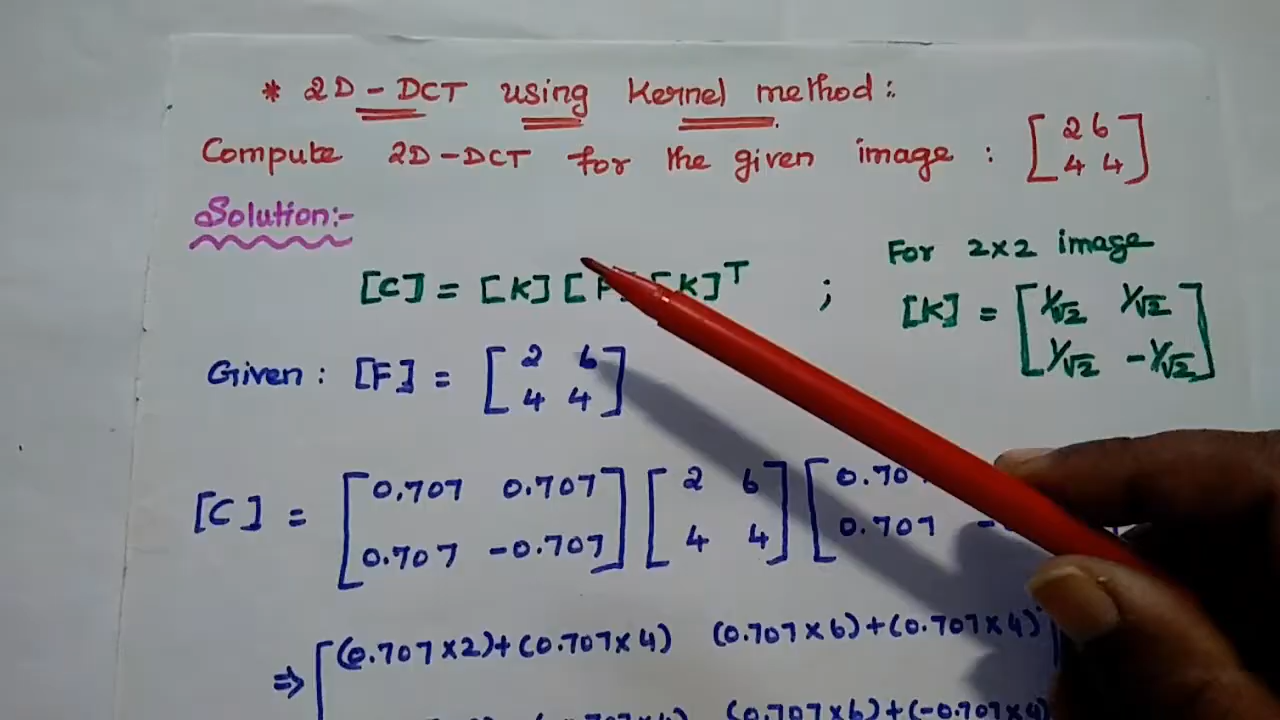 * 2D-DCT using Kernel method:
Compute 2D-DCT for the given image : [2 6
4 4]
Solution:-
[C] = [K] [F] [K]ᵀ ;
For 2×2 image
[K] = [1/√2 1/√2
1/√2 -1/√2]
Given: [F] = [2 6
4 4]
[C] = [0.707 0.707
0.707 -0.707] [2 6
4 4] [0.70
0.707 -
⇒ [(0.707×2)+(0.707×4) (0.707×6)+(0.707×4)
(0.707×6)+(-0.707×4)